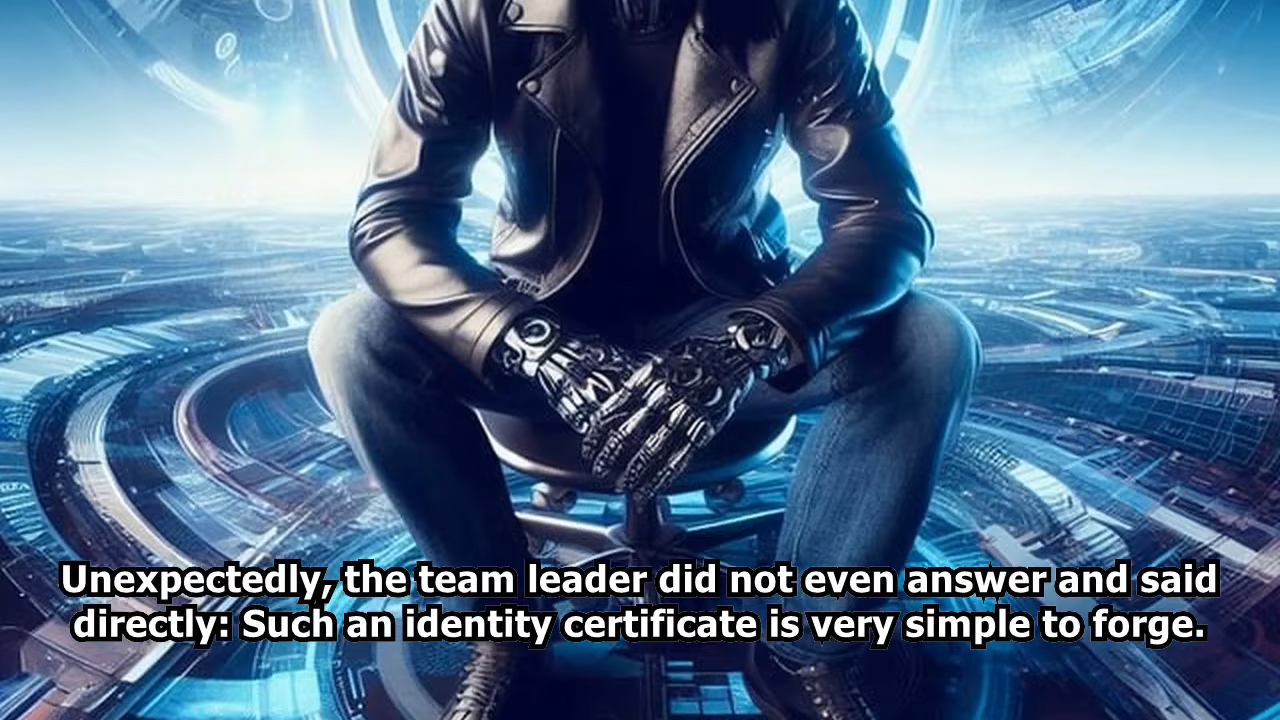 Unexpectedly, the team leader did not even answer and said
directly: Such an identity certificate is very simple to forge.